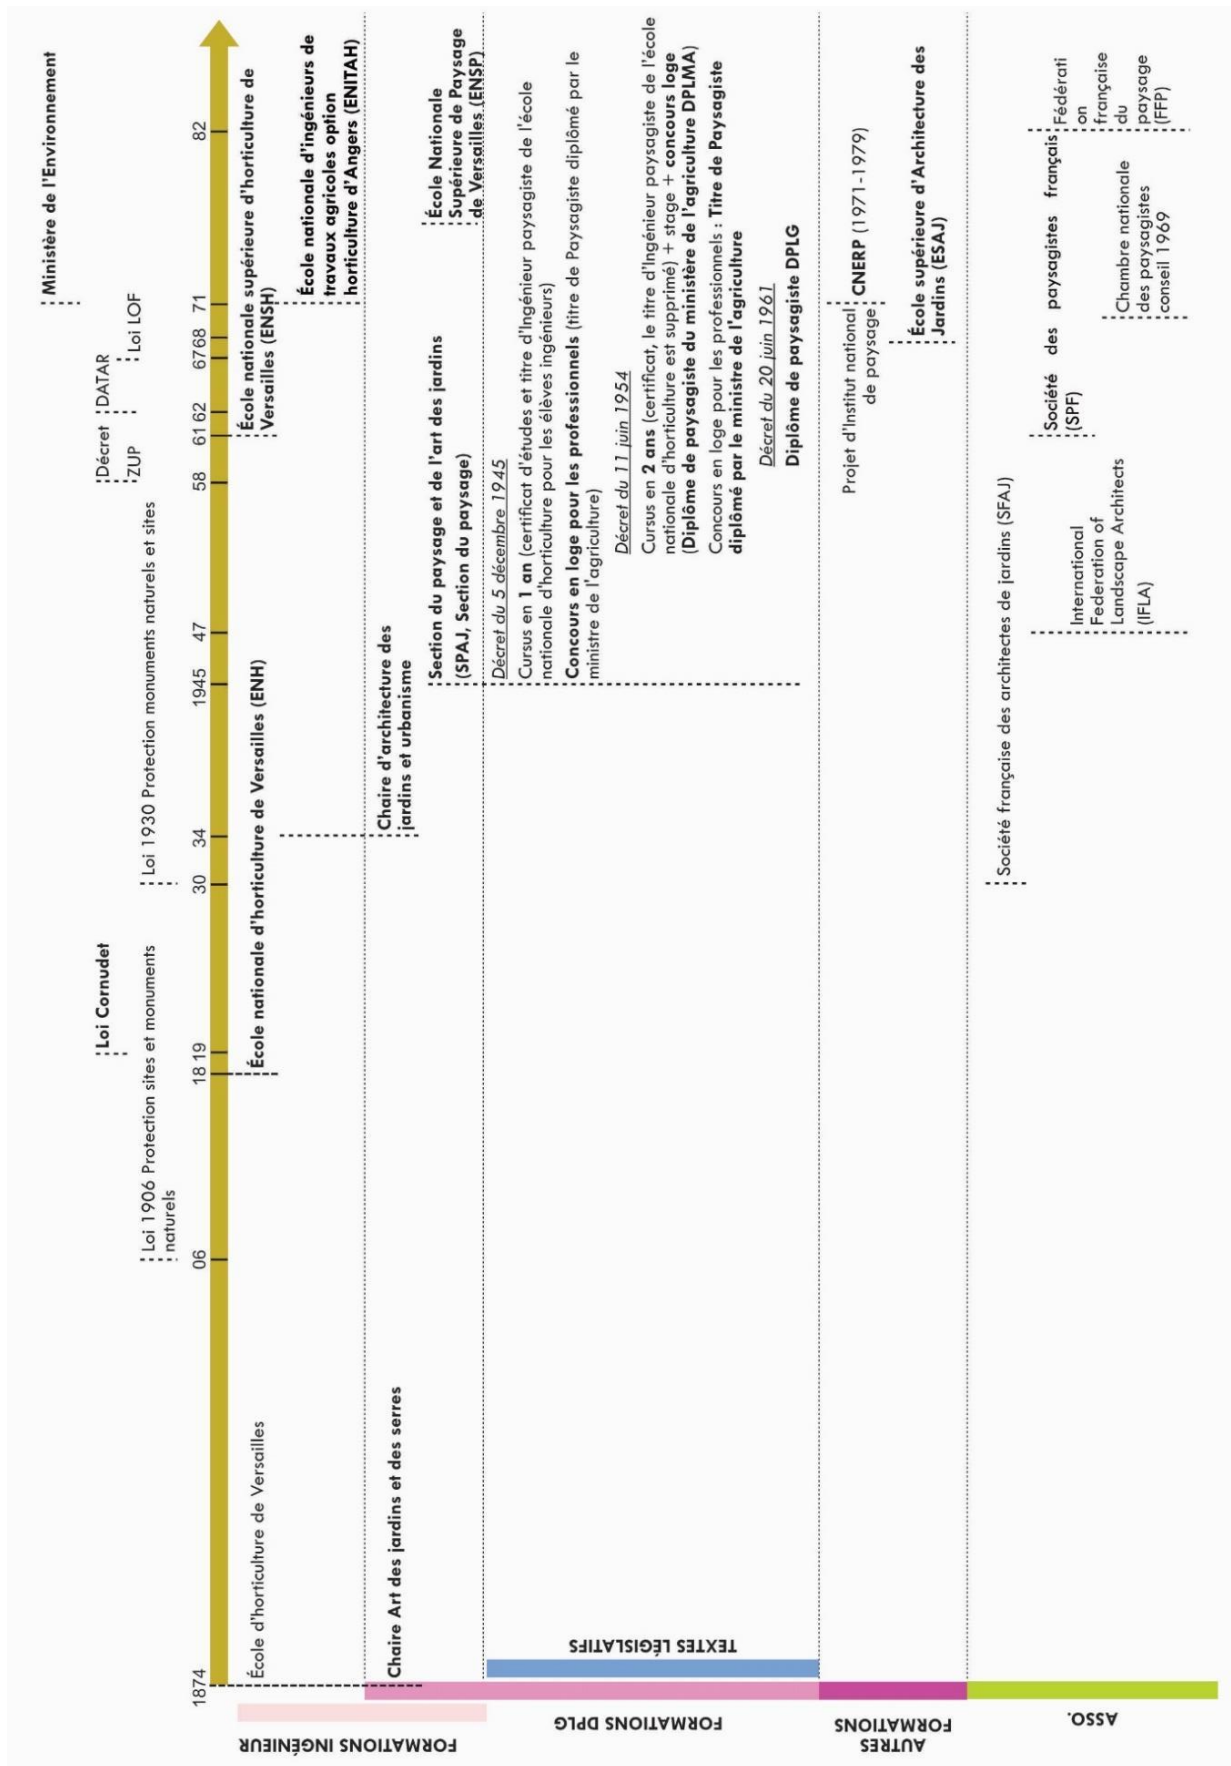 Ministère de l'Environnement
Loi Cornudet
Décret
ZUP
DATAR
Loi LOF
Loi 1906 Protection sites et monuments
naturels
Loi 1930 Protection monuments naturels et sites
1874
06
18
19
30
34
1945
47
58
61
62
67
68
71
82
École d'horticulture de Versailles
École nationale d'horticulture de Versailles (ENH)
École nationale supérieure d'horticulture de
Versailles (ENSH)
École nationale d'ingénieurs de
travaux agricoles option
horticulture d'Angers (ENITAH)
Chaire Art des jardins et des serres
Chaire d'architecture des
jardins et urbanisme
Section du paysage et de l'art des jardins
(SPAJ, Section du paysage)
École Nationale
Supérieure de Paysage
de Versailles (ENSP)
Décret du 5 décembre 1945
Cursus en 1 an (certificat d'études et titre d'Ingénieur paysagiste de l'école
nationale d'horticulture pour les élèves ingénieurs)
Concours en loge pour les professionnels (titre de Paysagiste diplômé par le
ministre de l'agriculture)
Décret du 11 juin 1954
Cursus en 2 ans (certificat, le titre d'Ingénieur paysagiste de l'école
nationale d'horticulture est supprimé) + stage + concours loge
(Diplôme de paysagiste du ministère de l'agriculture DPLMA)
Concours en loge pour les professionnels : Titre de Paysagiste
diplômé par le ministre de l'agriculture
Décret du 20 juin 1961
Diplôme de paysagiste DPLG
Projet d'Institut national
de paysage
CNERP (1971-1979)
École supérieure d'Architecture des
Jardins (ESAJ)
Société française des architectes de jardins (SFAJ)
International
Federation of
Landscape Architects
(IFLA)
Société des paysagistes français
(SPF)
Chambre nationale
des paysagistes
conseil 1969
Fédérati
on
française
du
paysage
(FFP)
FORMATIONS INGÉNIEUR
FORMATIONS DPLG
TEXTES LÉGISLATIFS
AUTRES
FORMATIONS
ASSO.